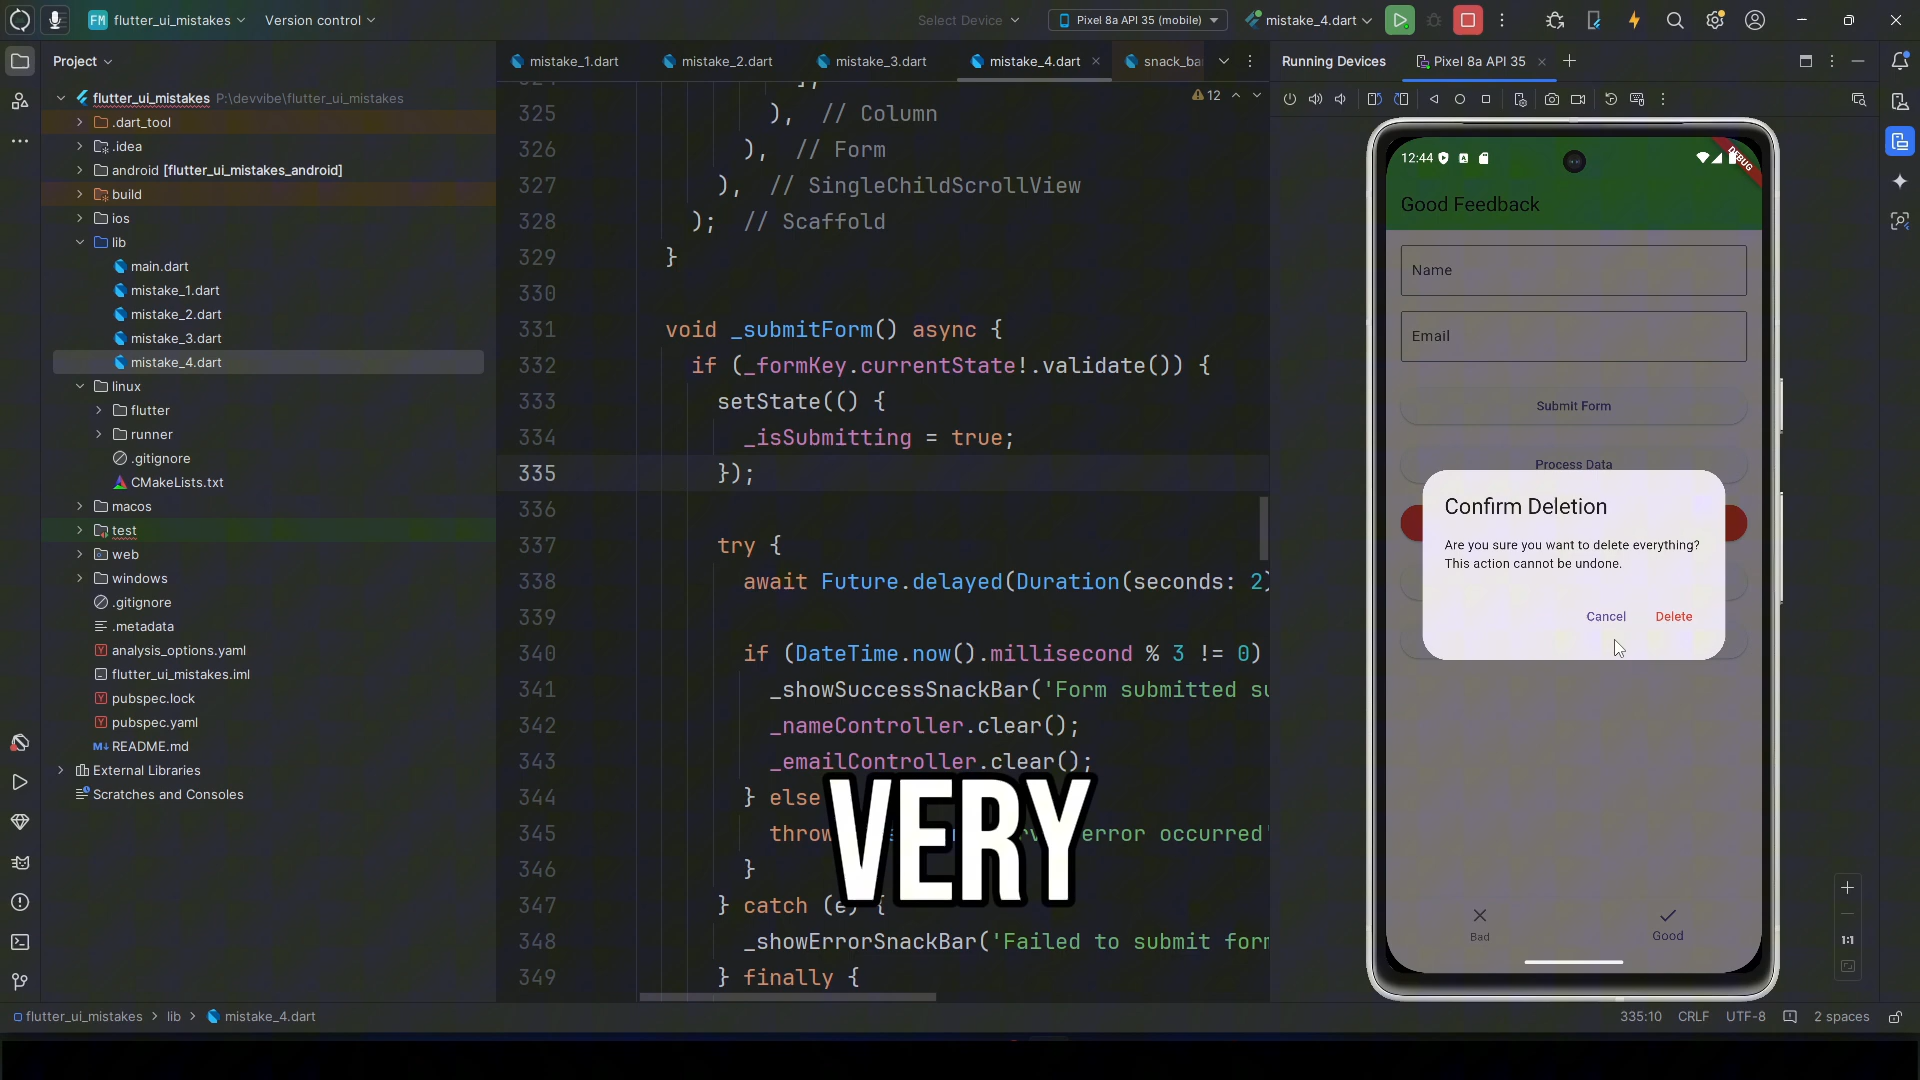 FM flutter_ui_mistakes
Version control
Select Device
Pixel 8a API 35 (mobile)
mistake_4.dart
Project
mistake_1.dart
mistake_2.dart
mistake_3.dart
mistake_4.dart
snack_ba
Running Devices
Pixel 8a API 35
flutter_ui_mistakes P:\devvibe\flutter_ui_mistakes
.dart_tool
.idea
android [flutter_ui_mistakes_android]
build
ios
lib
main.dart
mistake_1.dart
mistake_2.dart
mistake_3.dart
mistake_4.dart
linux
flutter
runner
.gitignore
CMakeLists.txt
macos
test
web
windows
.gitignore
.metadata
analysis_options.yaml
flutter_ui_mistakes.iml
pubspec.lock
pubspec.yaml
README.md
External Libraries
Scratches and Consoles
12
325 ), // Column
326 ), // Form
327 ), // SingleChildScrollView
328 ); // Scaffold
329 }
330
331 void _submitForm() async {
332 if (_formKey.currentState!.validate()) {
333 setState(() {
334 _isSubmitting = true;
335 });
336
337 try {
338 await Future.delayed(Duration(seconds: 2)
339
340 if (DateTime.now().millisecond % 3 != 0)
341 _showSuccessSnackBar('Form submitted su
342 _nameController.clear();
343 _emailController.clear();
344 } else
345 throw error occurred'
346 }
347 } catch (e) {
348 _showErrorSnackBar('Failed to submit form
349 } finally {
VERY
12:44
DEBUG
Good Feedback
Name
Email
Submit Form
Process Data
Confirm Deletion
Are you sure you want to delete everything?
This action cannot be undone.
Cancel
Delete
Bad
Good
1:1
flutter_ui_mistakes > lib > mistake_4.dart
335:10
CRLF
UTF-8
2 spaces